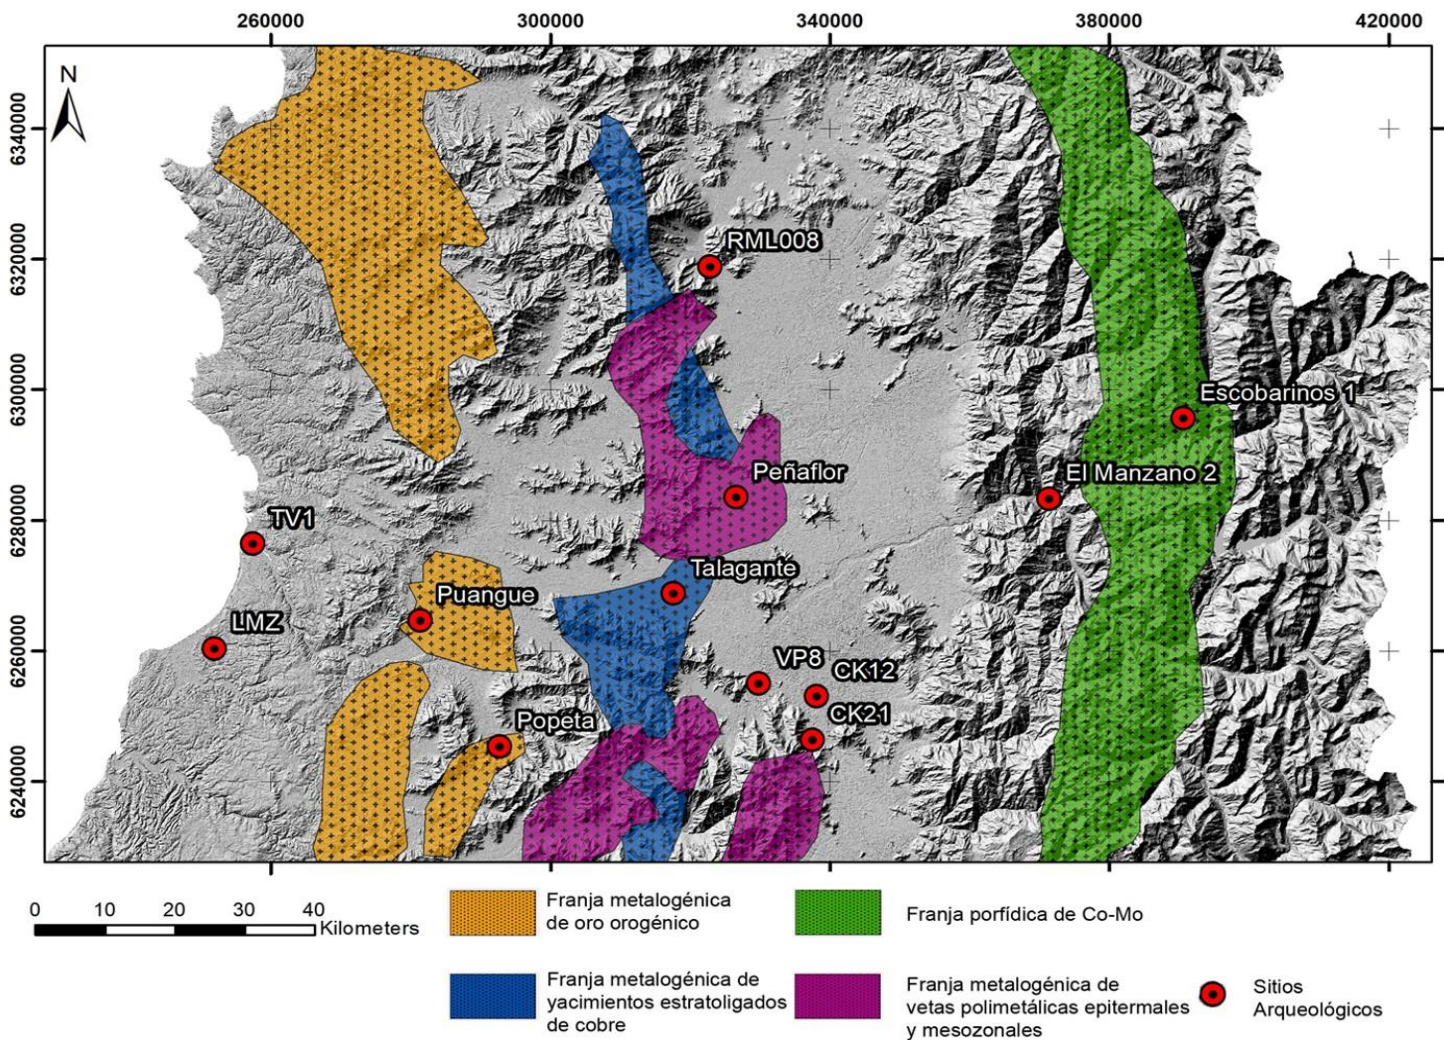 260000 300000 340000 380000 420000
N
6340000
6320000
6300000
6280000
6260000
6240000
RML008
Escobarinos 1
Peñaflor
El Manzano 2
TV1
Talagante
Puangue
LMZ
VP8
CK12
CK21
Popeta
0 10 20 30 40
Kilometers
Franja metalogénica
de oro orogénico
Franja porfídica de Co-Mo
Franja metalogénica de
yacimientos estratoligados
de cobre
Franja metalogénica de
vetas polimetálicas epitermales
y mesozonales
Sitios
Arqueológicos